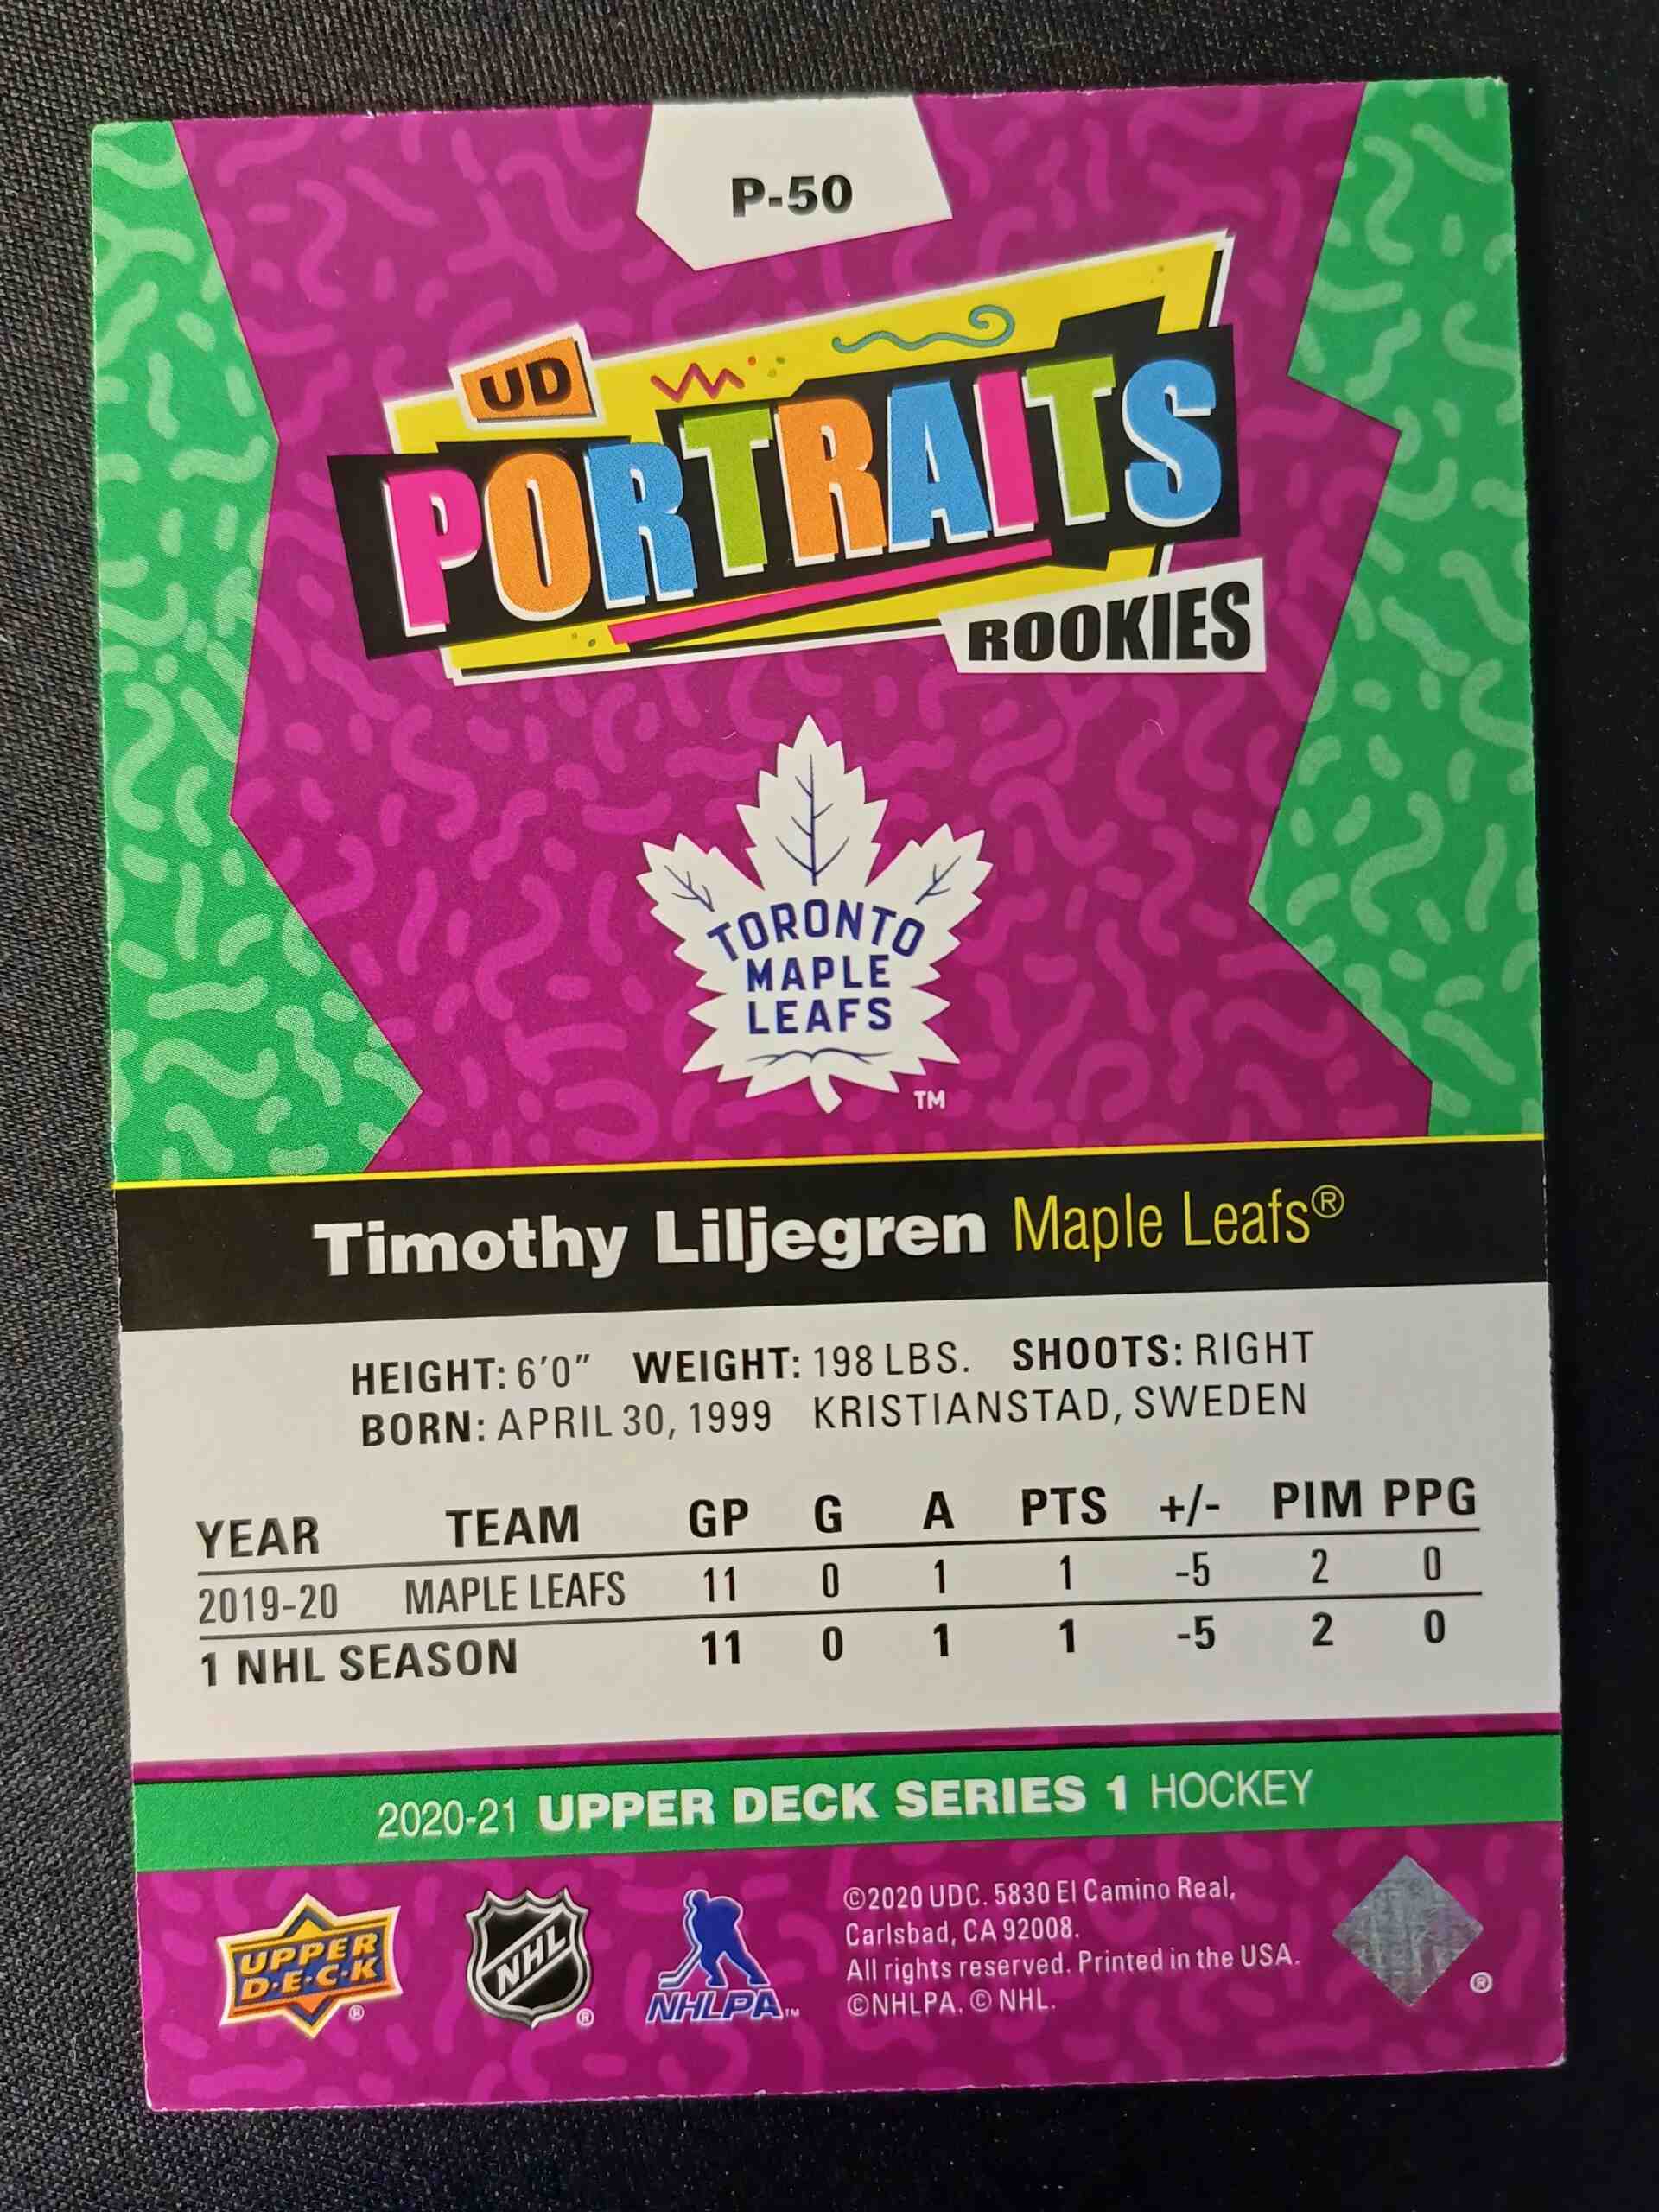 P-50
UD
PORTRAITS
ROOKIES
TORONTO
MAPLE
LEAFS
TM
Timothy Liljegren Maple Leafs®
HEIGHT: 6'0" WEIGHT: 198 LBS. SHOOTS: RIGHT
BORN: APRIL 30, 1999 KRISTIANSTAD, SWEDEN
YEAR TEAM GP G A PTS +/- PIM PPG
2019-20 MAPLE LEAFS 11 0 1 1 -5 2 0
1 NHL SEASON 11 0 1 1 -5 2 0
2020-21 UPPER DECK SERIES 1 HOCKEY
UPPER
D·E·C·K
®
NHL
®
NHLPA™
©2020 UDC. 5830 El Camino Real,
Carlsbad, CA 92008.
All rights reserved. Printed in the USA.
©NHLPA. © NHL.
®